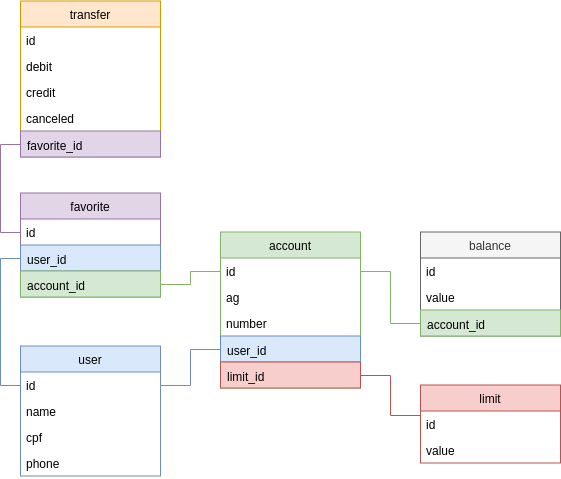 transfer
id
debit
credit
canceled
favorite_id
favorite
id
user_id
account_id
account
id
ag
number
user_id
limit_id
balance
id
value
account_id
user
id
name
cpf
phone
limit
id
value